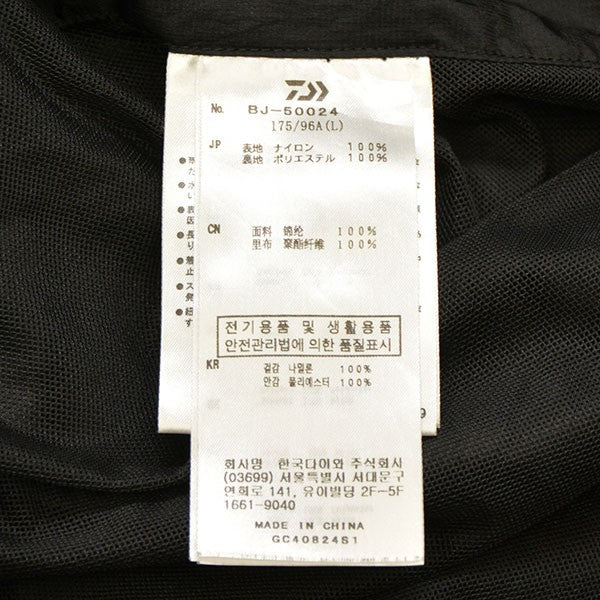 No. BJ-50024
175/96A(L)
JP 表地 ナイロン 100%
裏地 ポリエステル 100%
CN 面料 锦纶 100%
里布 聚酯纤维 100%
전기용품 및 생활용품
안전관리법에 의한 품질표시
KR 겉감 나일론 100%
안감 폴리에스터 100%
회사명 한국다이와 주식회사
(03699) 서울특별시 서대문구
연희로 141, 유이빌딩 2F-5F
1661-9040
MADE IN CHINA
GC40824S1